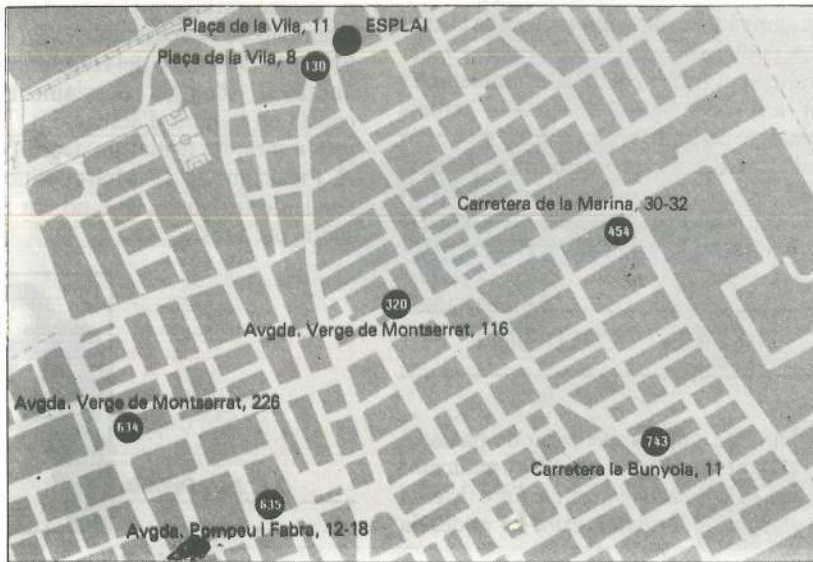 Plaça de la Vila, 11
ESPLAI
Plaça de la Vila, 8
130
Carretera de la Marina, 30-32
454
320
Avgda. Verge de Montserrat, 116
Avgda. Verge de Montserrat, 226
634
743
Carretera la Bunyola, 11
635
Avgda. Pompeu i Fabra, 12-18